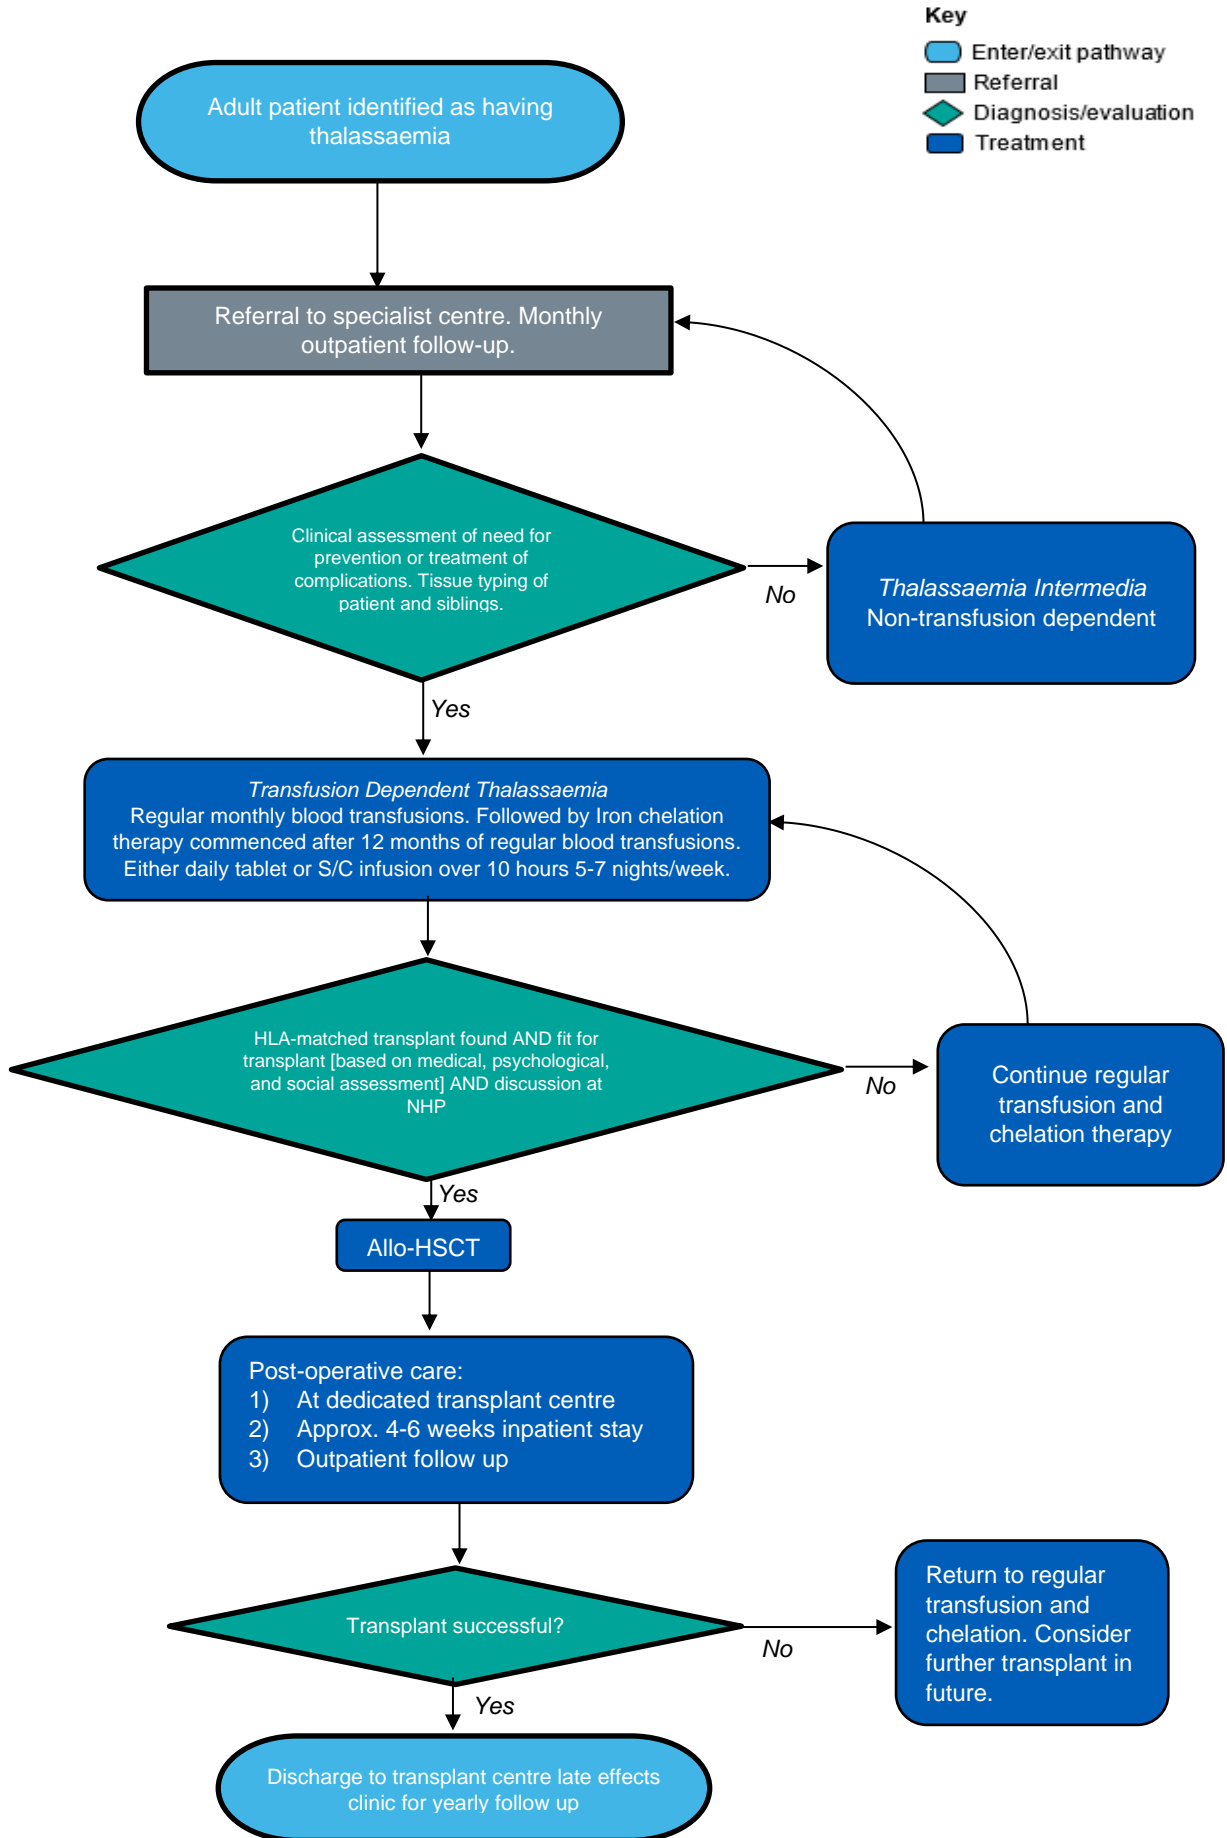 Key
Enter/exit pathway
Referral
Diagnosis/evaluation
Treatment
Adult patient identified as having
thalassaemia
Referral to specialist centre. Monthly
outpatient follow-up.
Clinical assessment of need for
prevention or treatment of
complications. Tissue typing of
patient and siblings.
No
Thalassaemia Intermedia
Non-transfusion dependent
Yes
Transfusion Dependent Thalassaemia
Regular monthly blood transfusions. Followed by Iron chelation
therapy commenced after 12 months of regular blood transfusions.
Either daily tablet or S/C infusion over 10 hours 5-7 nights/week.
HLA-matched transplant found AND fit for
transplant [based on medical, psychological,
and social assessment] AND discussion at
NHP
No
Continue regular
transfusion and
chelation therapy
Yes
Allo-HSCT
Post-operative care:
1) At dedicated transplant centre
2) Approx. 4-6 weeks inpatient stay
3) Outpatient follow up
Transplant successful?
No
Return to regular
transfusion and
chelation. Consider
further transplant in
future.
Yes
Discharge to transplant centre late effects
clinic for yearly follow up